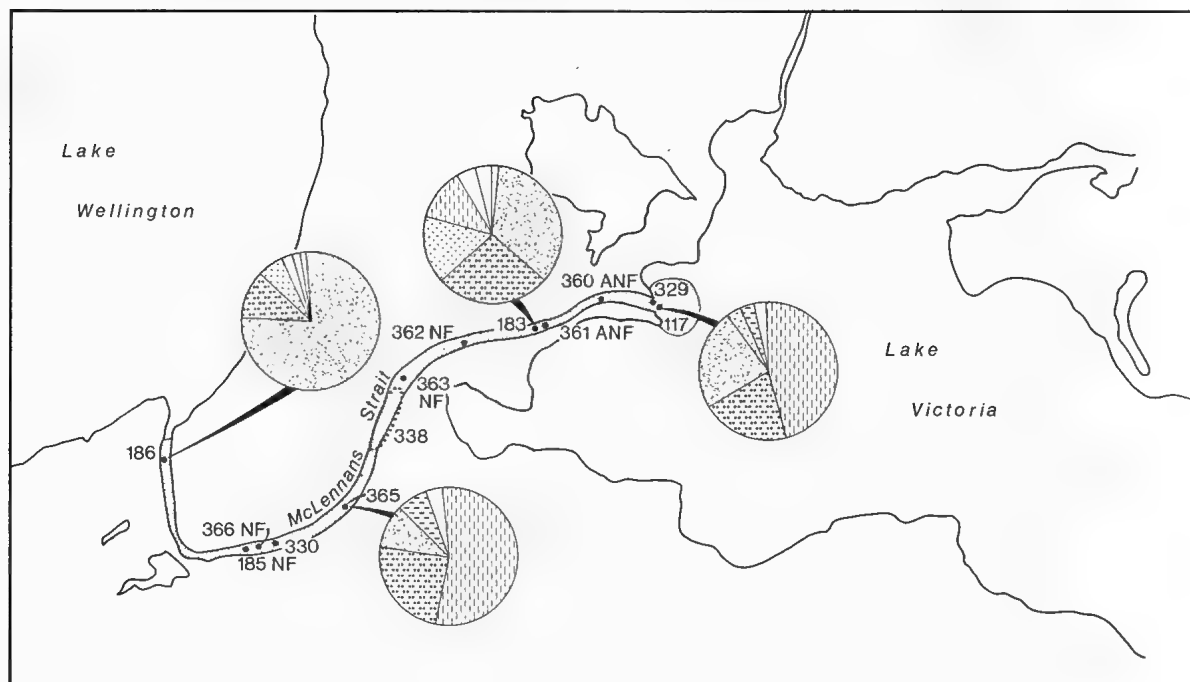 Lake
Wellington
360 ANF
329
183
117
361 ANF
362 NF
Lake
Victoria
363
NF
Strait
338
186
McLennans
365
366 NF
330
185 NF